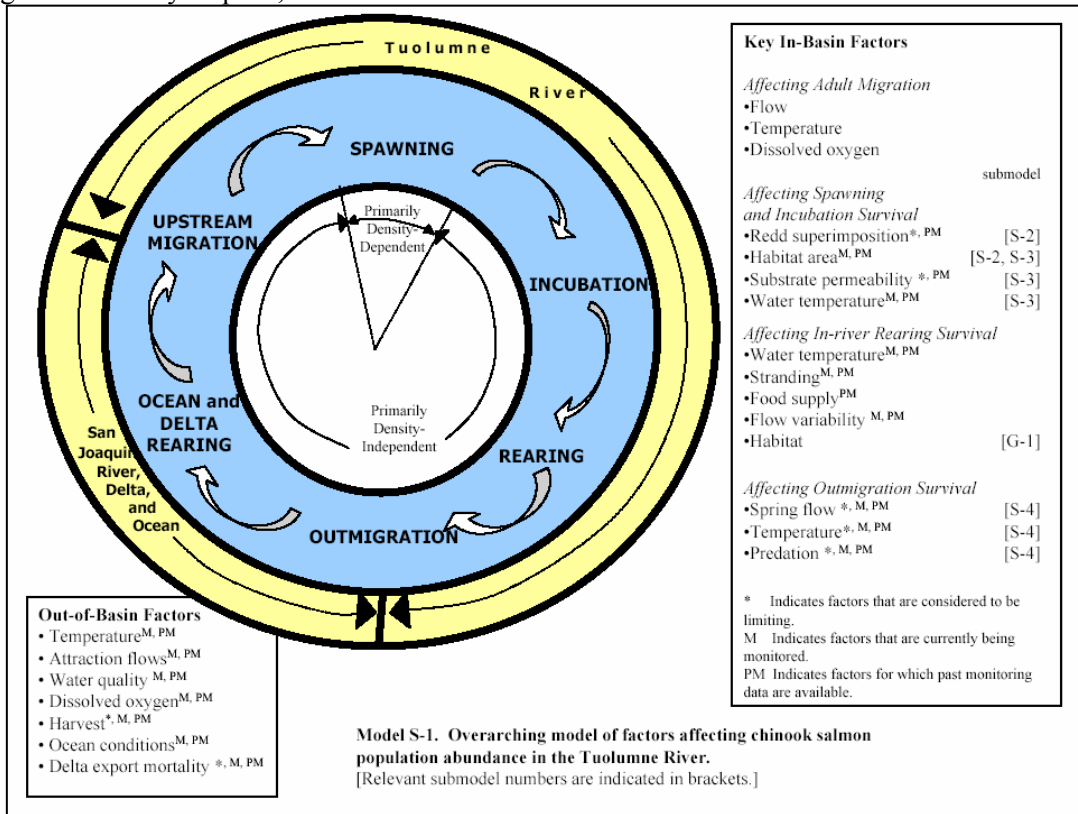 Tuolumne
River
SPAWNING
UPSTREAM
MIGRATION
Primarily
Density-
Dependent
INCUBATION
OCEAN and
DELTA
REARING
Primarily
Density-
Independent
REARING
San
Joaquin
River,
Delta,
and
Ocean
OUTMIGRATION
Key In-Basin Factors
Affecting Adult Migration
•Flow
•Temperature
•Dissolved oxygen
submodel
Affecting Spawning
and Incubation Survival
•Redd superimposition*, PM [S-2]
•Habitat areaM, PM [S-2, S-3]
•Substrate permeability *, PM [S-3]
•Water temperatureM, PM [S-3]
Affecting In-river Rearing Survival
•Water temperatureM, PM
•StrandingM, PM
•Food supplyPM
•Flow variability M, PM
•Habitat [G-1]
Affecting Outmigration Survival
•Spring flow *, M, PM [S-4]
•Temperature*, M, PM [S-4]
•Predation *, M, PM [S-4]
* Indicates factors that are considered to be
limiting.
M Indicates factors that are currently being
monitored.
PM Indicates factors for which past monitoring
data are available.
Out-of-Basin Factors
• TemperatureM, PM
• Attraction flowsM, PM
• Water quality M, PM
• Dissolved oxygenM, PM
• Harvest*, M, PM
• Ocean conditionsM, PM
• Delta export mortality *, M, PM
Model S-1. Overarching model of factors affecting chinook salmon
population abundance in the Tuolumne River.
[Relevant submodel numbers are indicated in brackets.]